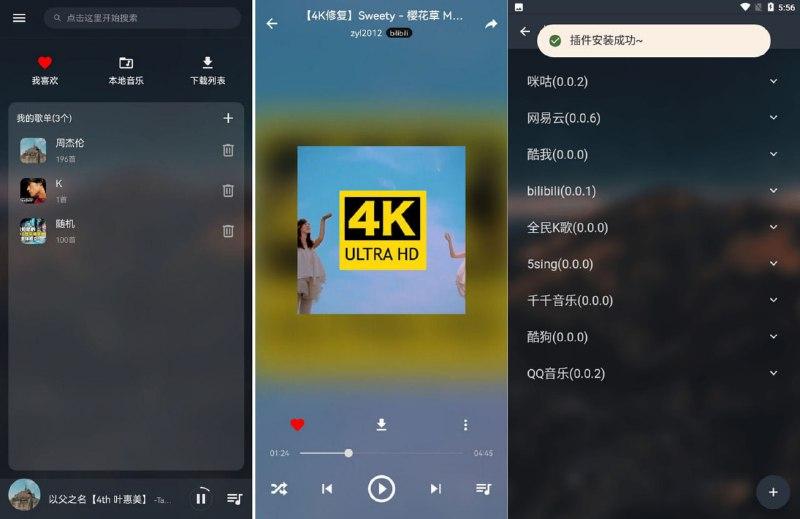 点击这里开始搜索
我喜欢
本地音乐
下载列表
我的歌单(3个)
周杰伦
196首
K
1首
随机
100首
以父之名【4th 叶惠美】 -Ta...
【4K修复】Sweety - 樱花草 M...
zyl2012 bilibili
4K
ULTRA HD
01:24
04:45
5:56
插件安装成功~
咪咕(0.0.2)
网易云(0.0.6)
酷我(0.0.0)
bilibili(0.0.1)
全民K歌(0.0.0)
5sing(0.0.0)
千千音乐(0.0.0)
酷狗(0.0.0)
QQ音乐(0.0.2)